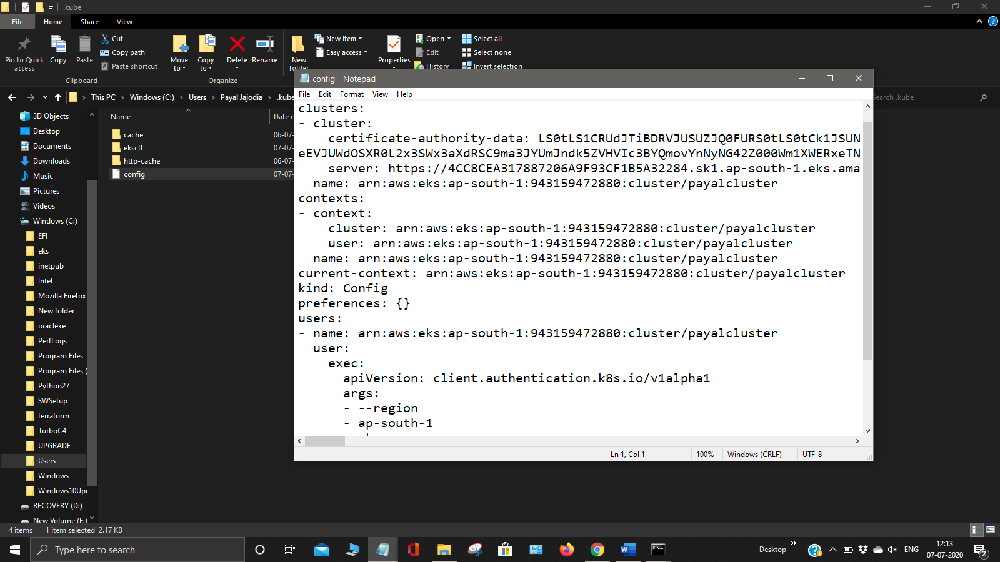 .kube
File Home Share View
Pin to Quick access
Copy
Paste
Cut
Copy path
Paste shortcut
Clipboard
Move to
Copy to
Delete
Rename
Organize
New folder
New item
Easy access
Properties
Open
Edit
History
Select all
Select none
Invert selection
This PC > Windows (C:) > Users > Payal Jajodia > .kube
Search .kube
3D Objects
Desktop
Documents
Downloads
Music
Pictures
Videos
Windows (C:)
EFI
eks
inetpub
Intel
Mozilla Firefox
New folder
oraclexe
PerfLogs
Program Files
Program Files (
Python27
SWSetup
terraform
TurboC4
UPGRADE
Users
Windows
Windows10Upg
RECOVERY (D:)
New Volume (E:)
Name Date
cache 06-07-
eksctl 07-07-
http-cache 06-07-
config 07-07-
config - Notepad
File Edit Format View Help
clusters:
- cluster:
certificate-authority-data: LS0tLS1CRUdJTiBDRVJUSUZJQ0FURS0tLS0tCk1JSUN
eEVJUWdOSXR0L2x3SWx3aXdRSC9ma3JYUmJndk5ZVHVIc3BYQmovYnNyNG42Z000Wm1XWERxeTN
server: https://4CC8CEA317887206A9F93CF1B5A32284.sk1.ap-south-1.eks.ama
name: arn:aws:eks:ap-south-1:943159472880:cluster/payalcluster
contexts:
- context:
cluster: arn:aws:eks:ap-south-1:943159472880:cluster/payalcluster
user: arn:aws:eks:ap-south-1:943159472880:cluster/payalcluster
name: arn:aws:eks:ap-south-1:943159472880:cluster/payalcluster
current-context: arn:aws:eks:ap-south-1:943159472880:cluster/payalcluster
kind: Config
preferences: {}
users:
- name: arn:aws:eks:ap-south-1:943159472880:cluster/payalcluster
user:
exec:
apiVersion: client.authentication.k8s.io/v1alpha1
args:
- --region
- ap-south-1
Ln 1, Col 1 100% Windows (CRLF) UTF-8
4 items | 1 item selected 2.17 KB |
Type here to search
Desktop
ENG
12:13
07-07-2020
2